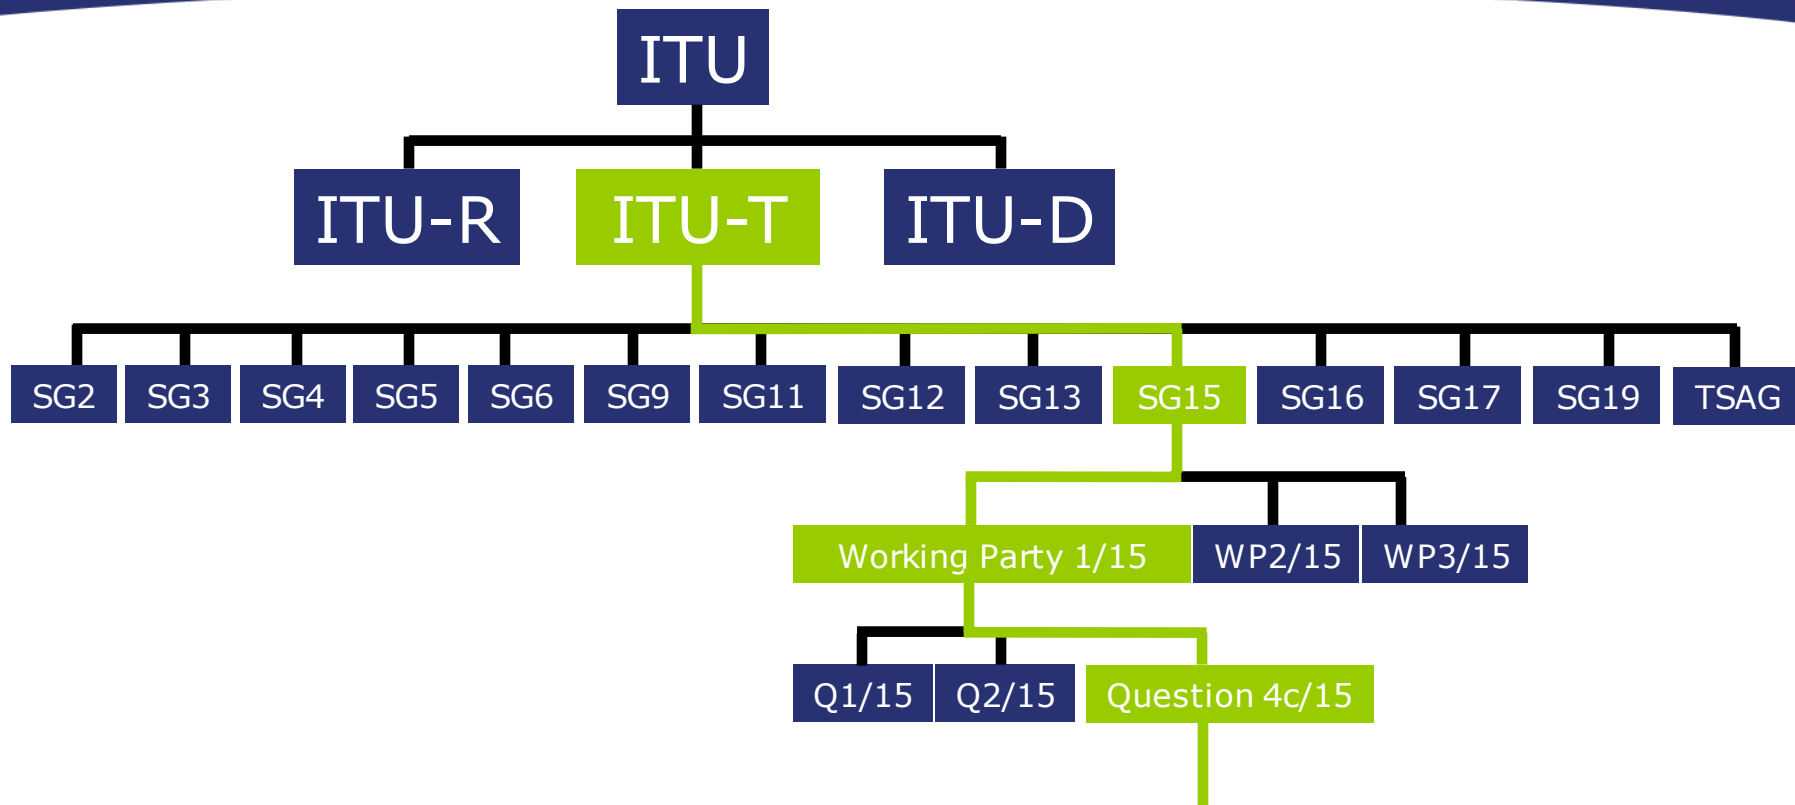 ITU
ITU-R ITU-T ITU-D
SG2 SG3 SG4 SG5 SG6 SG9 SG11 SG12 SG13 SG15 SG16 SG17 SG19 TSAG
Working Party 1/15 WP2/15 WP3/15
Q1/15 Q2/15 Question 4c/15